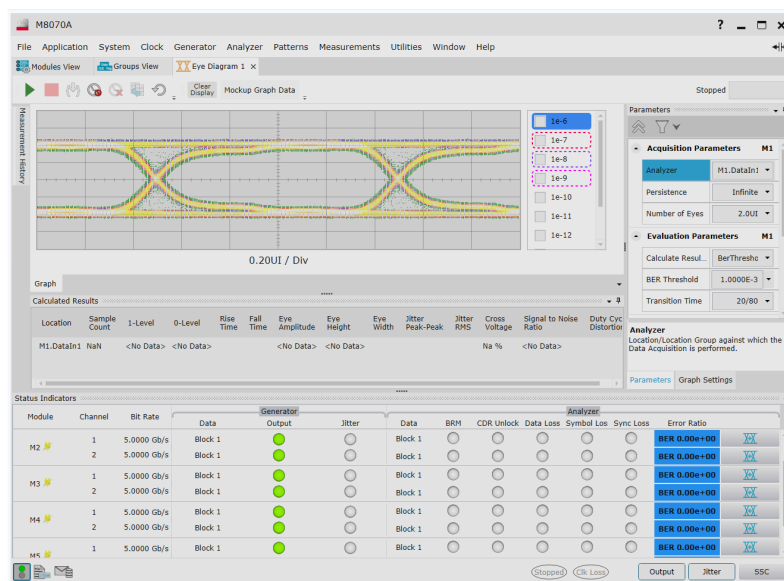 M8070A
File Application System Clock Generator Analyzer Patterns Measurements Utilities Window Help
Modules View Groups View Eye Diagram 1
Clear Display Mockup Graph Data Stopped
Measurement History
1e-6
1e-7
1e-8
1e-9
1e-10
1e-11
1e-12
0.20UI / Div
Graph
Parameters
Acquisition Parameters M1
Analyzer M1.DataIn1
Persistence Infinite
Number of Eyes 2.0UI
Evaluation Parameters M1
Calculate Resul... BerThresho
BER Threshold 1.0000E-3
Transition Time 20/80
Analyzer
Location/Location Group against which the
Data Acquisition is performed.
Parameters Graph Settings
Calculated Results
Location Sample Count 1-Level 0-Level Rise Time Fall Time Eye Amplitude Eye Height Eye Width Jitter Peak-Peak Jitter RMS Cross Voltage Signal to Noise Ratio Duty Cyc Distortion
M1.DataIn1 NaN <No Data> <No Data> <No Data> <No Data> Na % <No Data>
Status Indicators
Generator Analyzer
Module Channel Bit Rate Data Output Jitter Data BRM CDR Unlock Data Loss Symbol Los Sync Loss Error Ratio
M2 1 5.0000 Gb/s Block 1 Block 1 BER 0.00e+00
2 5.0000 Gb/s Block 1 Block 1 BER 0.00e+00
M3 1 5.0000 Gb/s Block 1 Block 1 BER 0.00e+00
2 5.0000 Gb/s Block 1 Block 1 BER 0.00e+00
M4 1 5.0000 Gb/s Block 1 Block 1 BER 0.00e+00
2 5.0000 Gb/s Block 1 Block 1 BER 0.00e+00
M5 1 5.0000 Gb/s Block 1 Block 1 BER 0.00e+00
Stopped Clk Loss Output Jitter SSC